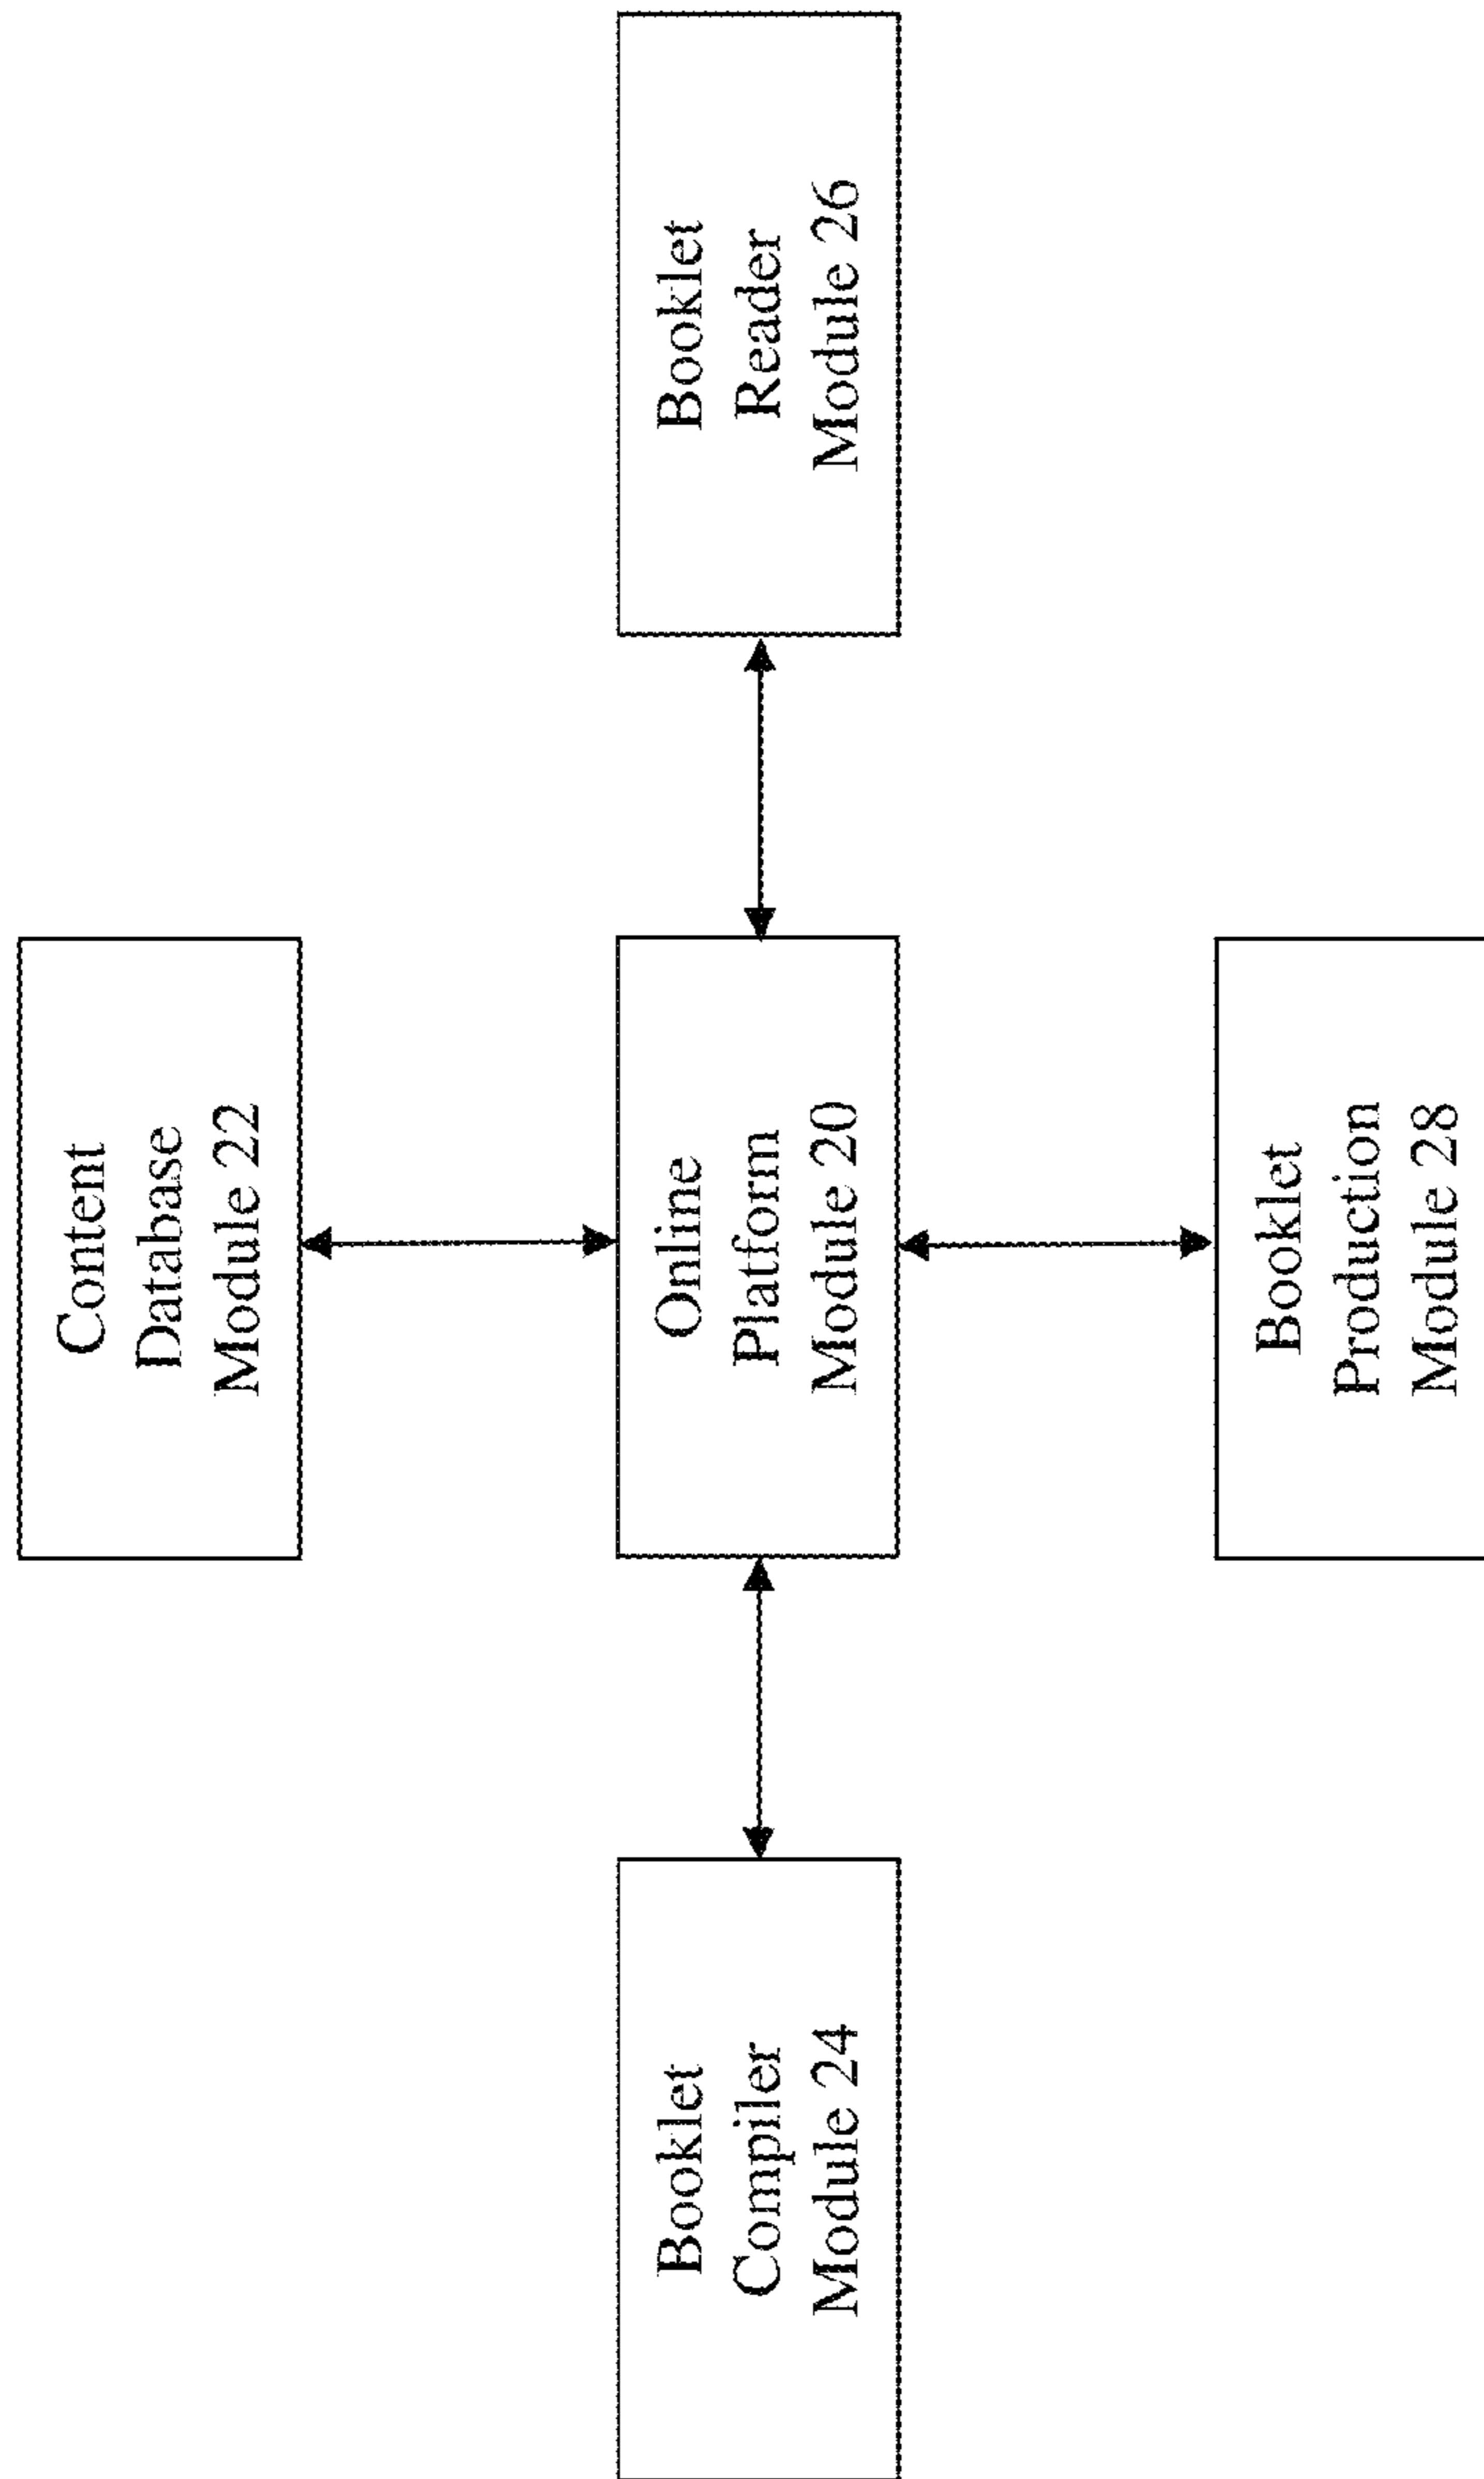 Content
Database
Module 22
Booklet
Compiler
Module 24
Online
Platform
Module 20
Booklet
Reader
Module 26
Booklet
Production
Module 28